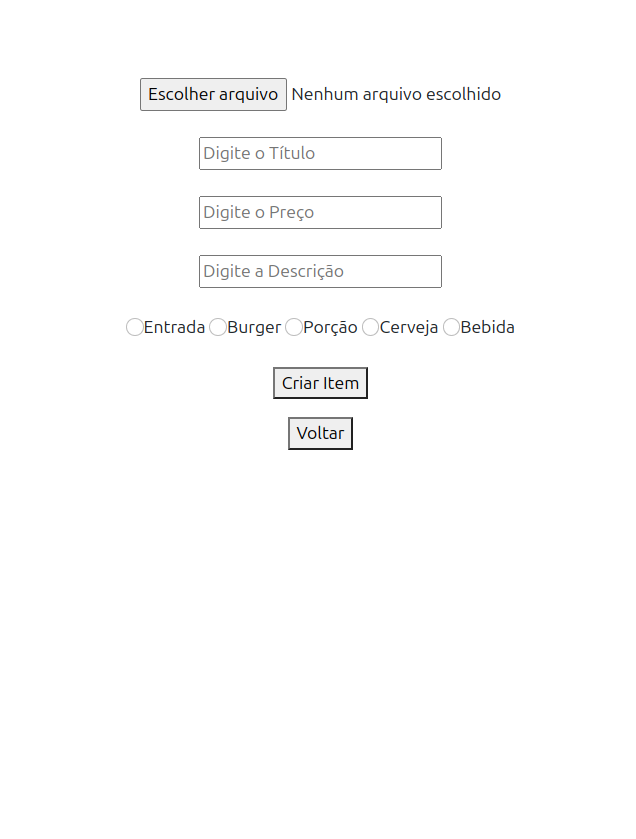 Escolher arquivo Nenhum arquivo escolhido
Digite o Título
Digite o Preço
Digite a Descrição
Entrada Burger Porção Cerveja Bebida
Criar Item
Voltar